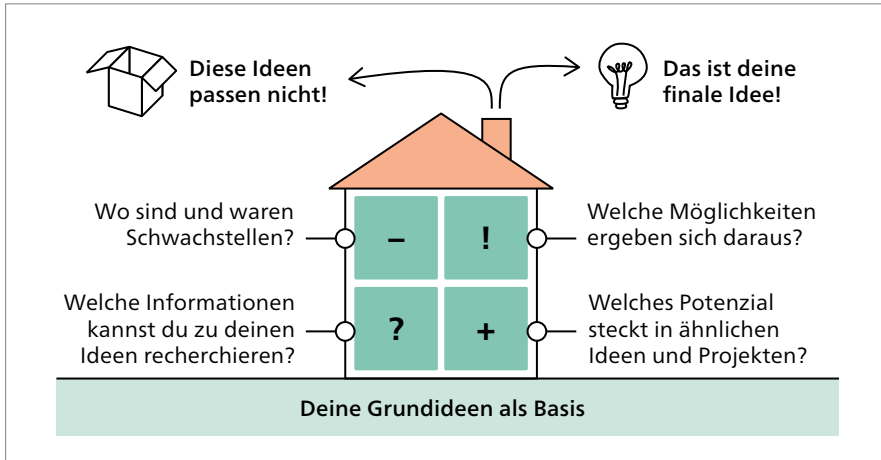 Diese Ideen
passen nicht!
Das ist deine
finale Idee!
Wo sind und waren
Schwachstellen?
–
!
Welche Möglichkeiten
ergeben sich daraus?
Welche Informationen
kannst du zu deinen
Ideen recherchieren?
?
+
Welches Potenzial
steckt in ähnlichen
Ideen und Projekten?
Deine Grundideen als Basis